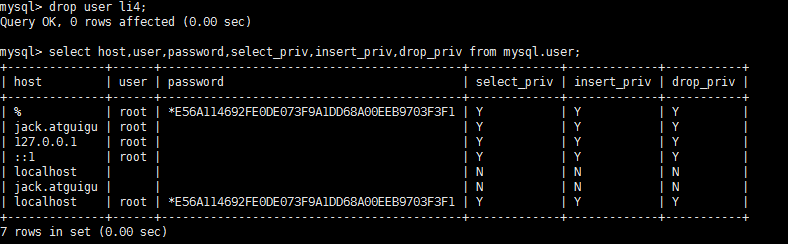 mysql> drop user li4;
Query OK, 0 rows affected (0.00 sec)
mysql> select host,user,password,select_priv,insert_priv,drop_priv from mysql.user;
+--------------+------+-------------------------------------------+-------------+-------------+-----------+
| host         | user | password                                  | select_priv | insert_priv | drop_priv |
+--------------+------+-------------------------------------------+-------------+-------------+-----------+
| %            | root | *E56A114692FE0DE073F9A1DD68A00EEB9703F3F1 | Y           | Y           | Y         |
| jack.atguigu | root |                                           | Y           | Y           | Y         |
| 127.0.0.1    | root |                                           | Y           | Y           | Y         |
| ::1          | root |                                           | Y           | Y           | Y         |
| localhost    |      |                                           | N           | N           | N         |
| jack.atguigu |      |                                           | N           | N           | N         |
| localhost    | root | *E56A114692FE0DE073F9A1DD68A00EEB9703F3F1 | Y           | Y           | Y         |
+--------------+------+-------------------------------------------+-------------+-------------+-----------+
7 rows in set (0.00 sec)